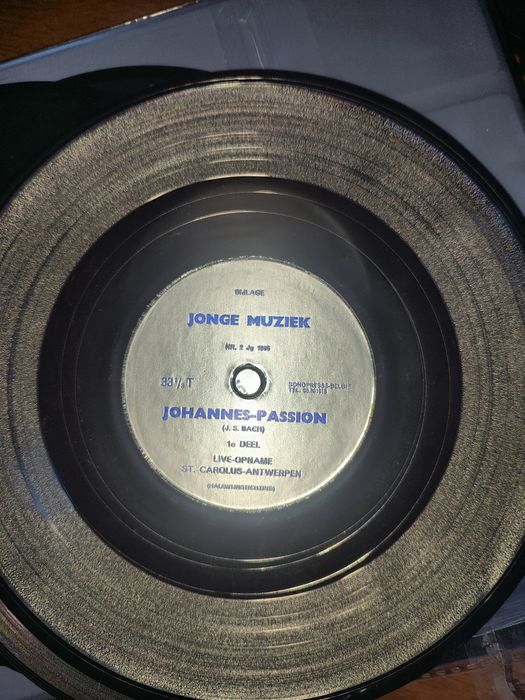 BIJLAGE
JONGE MUZIEK
NR. 2 Jg
33⅓ T
SONOPRESS-BELGIE
JOHANNES-PASSION
(J. S. BACH)
1e DEEL
LIVE-OPNAME
ST. CAROLUS-ANTWERPEN